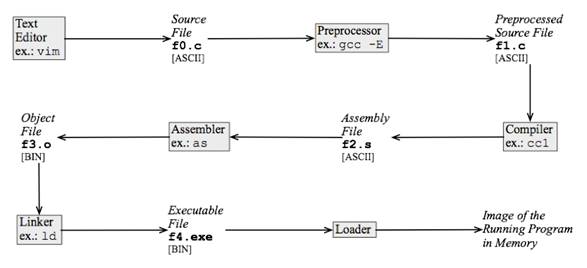 Text
Editor
ex.: vim
Source
File
f0.c
[ASCII]
Preprocessor
ex.: gcc -E
Preprocessed
Source File
f1.c
[ASCII]
Compiler
ex.: cc1
Assembly
File
f2.s
[ASCII]
Assembler
ex.: as
Object
File
f3.o
[BIN]
Linker
ex.: ld
Executable
File
f4.exe
[BIN]
Loader
Image of the
Running Program
in Memory